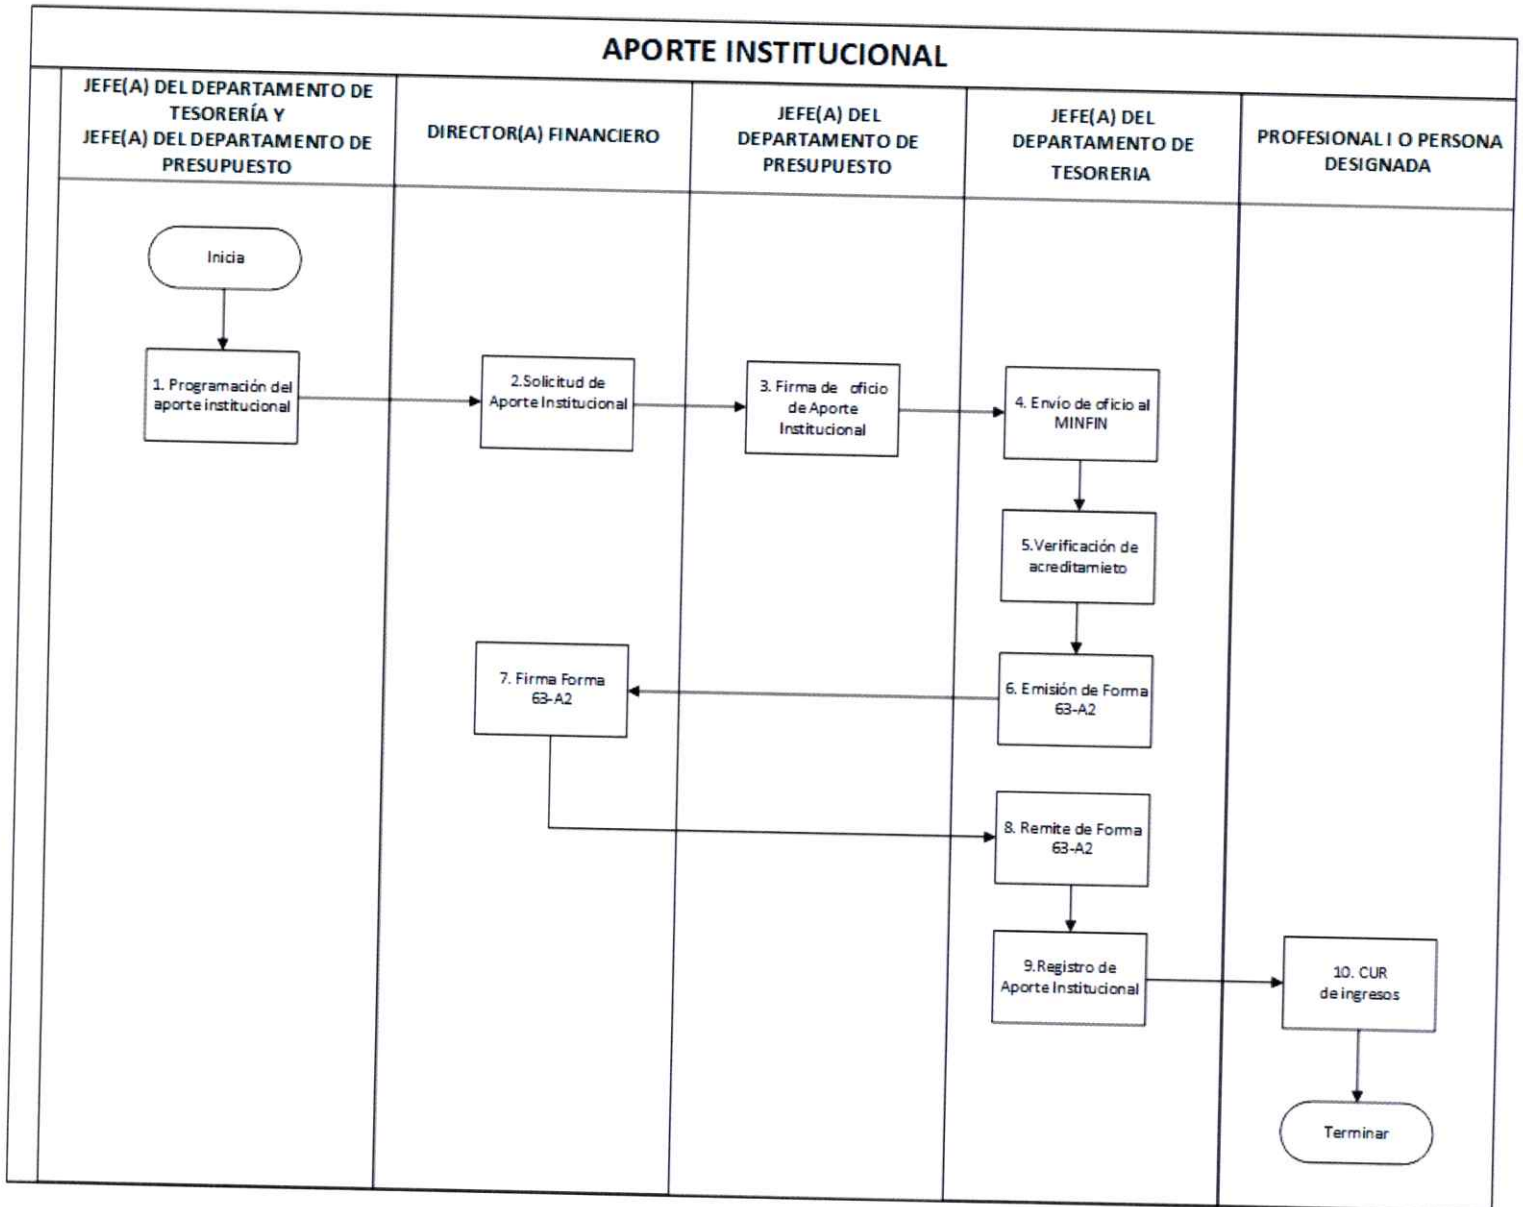 APORTE INSTITUCIONAL
JEFE(A) DEL DEPARTAMENTO DE
TESORERÍA Y
JEFE(A) DEL DEPARTAMENTO DE
PRESUPUESTO
DIRECTOR(A) FINANCIERO
JEFE(A) DEL
DEPARTAMENTO DE
PRESUPUESTO
JEFE(A) DEL
DEPARTAMENTO DE
TESORERIA
PROFESIONAL I O PERSONA
DESIGNADA
Inicia
1. Programación del
aporte institucional
2.Solicitud de
Aporte Institucional
3. Firma de oficio
de Aporte
Institucional
4. Envio de oficio al
MINFIN
5.Verificación de
acreditamieto
6. Emisión de Forma
63-A2
7. Firma Forma
63-A2
8. Remite de Forma
63-A2
9.Registro de
Aporte Institucional
10. CUR
de ingresos
Terminar